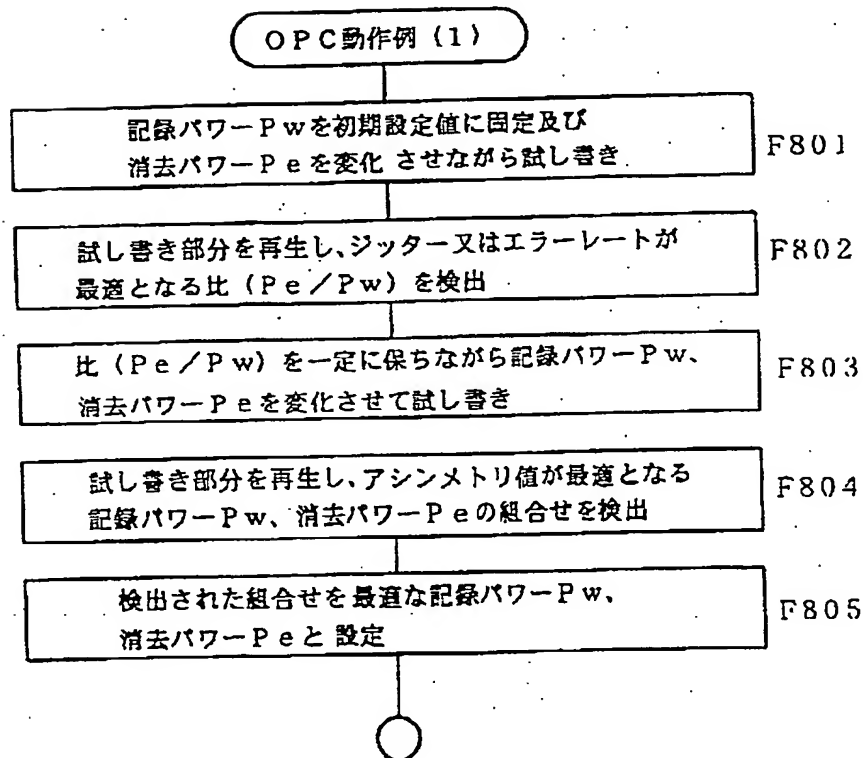 OPC動作例(1)
記録パワーPwを初期設定値に固定及び
消去パワーPeを変化 させながら試し書き
F801
試し書き部分を再生し、ジッター又はエラーレートが
最適となる比(Pe/Pw)を検出
F802
比(Pe/Pw)を一定に保ちながら記録パワーPw、
消去パワーPeを変化させて試し書き
F803
試し書き部分を再生し、アシンメトリ値が最適となる
記録パワーPw、消去パワーPeの組合せを検出
F804
検出された組合せを 最適な記録パワーPw、
消去パワーPeと 設定
F805